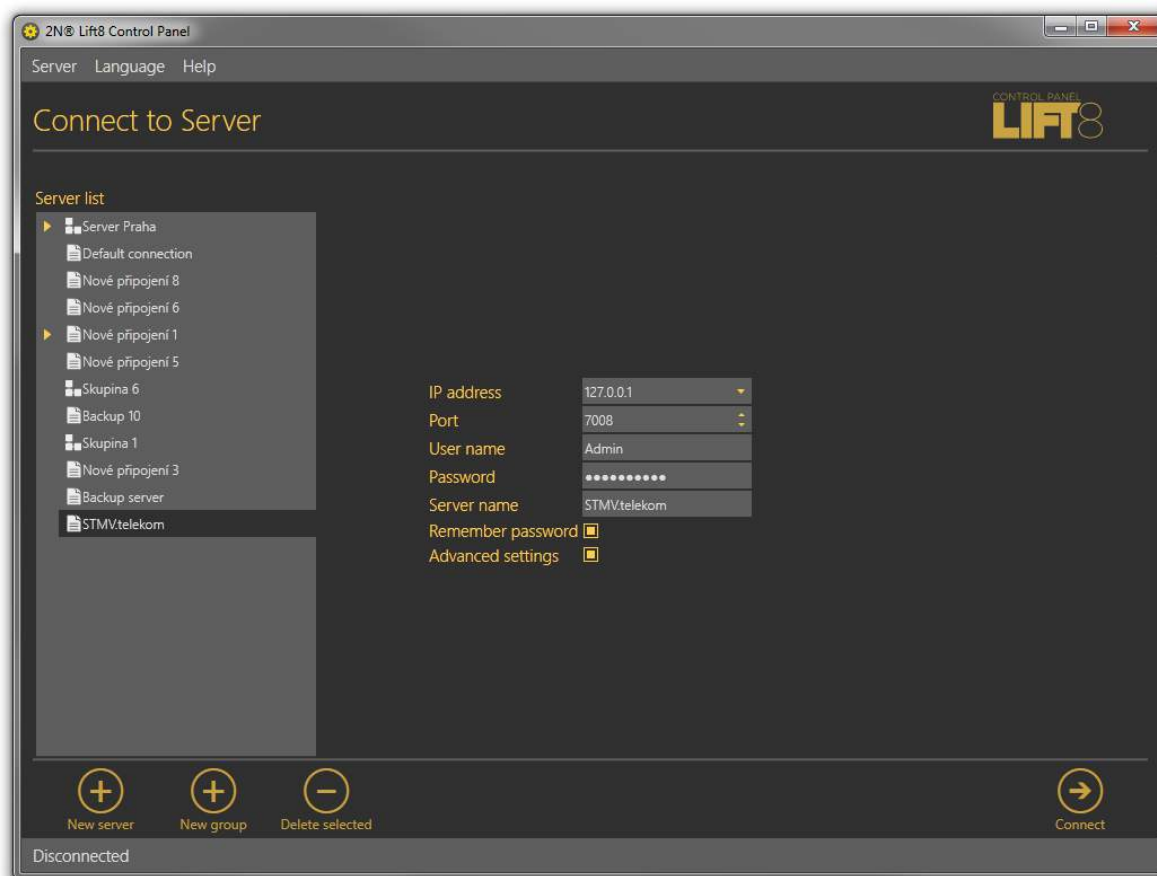 2N® Lift8 Control Panel
Server Language Help
Connect to Server
CONTROL PANEL
LIFT8
Server list
Server Praha
Default connection
Nové připojení 8
Nové připojení 6
Nové připojení 1
Nové připojení 5
Skupina 6
Backup 10
Skupina 1
Nové připojení 3
Backup server
STMV.telekom
IP address 127.0.0.1
Port 7008
User name Admin
Password ••••••••••
Server name STMV.telekom
Remember password
Advanced settings
New server New group Delete selected Connect
Disconnected